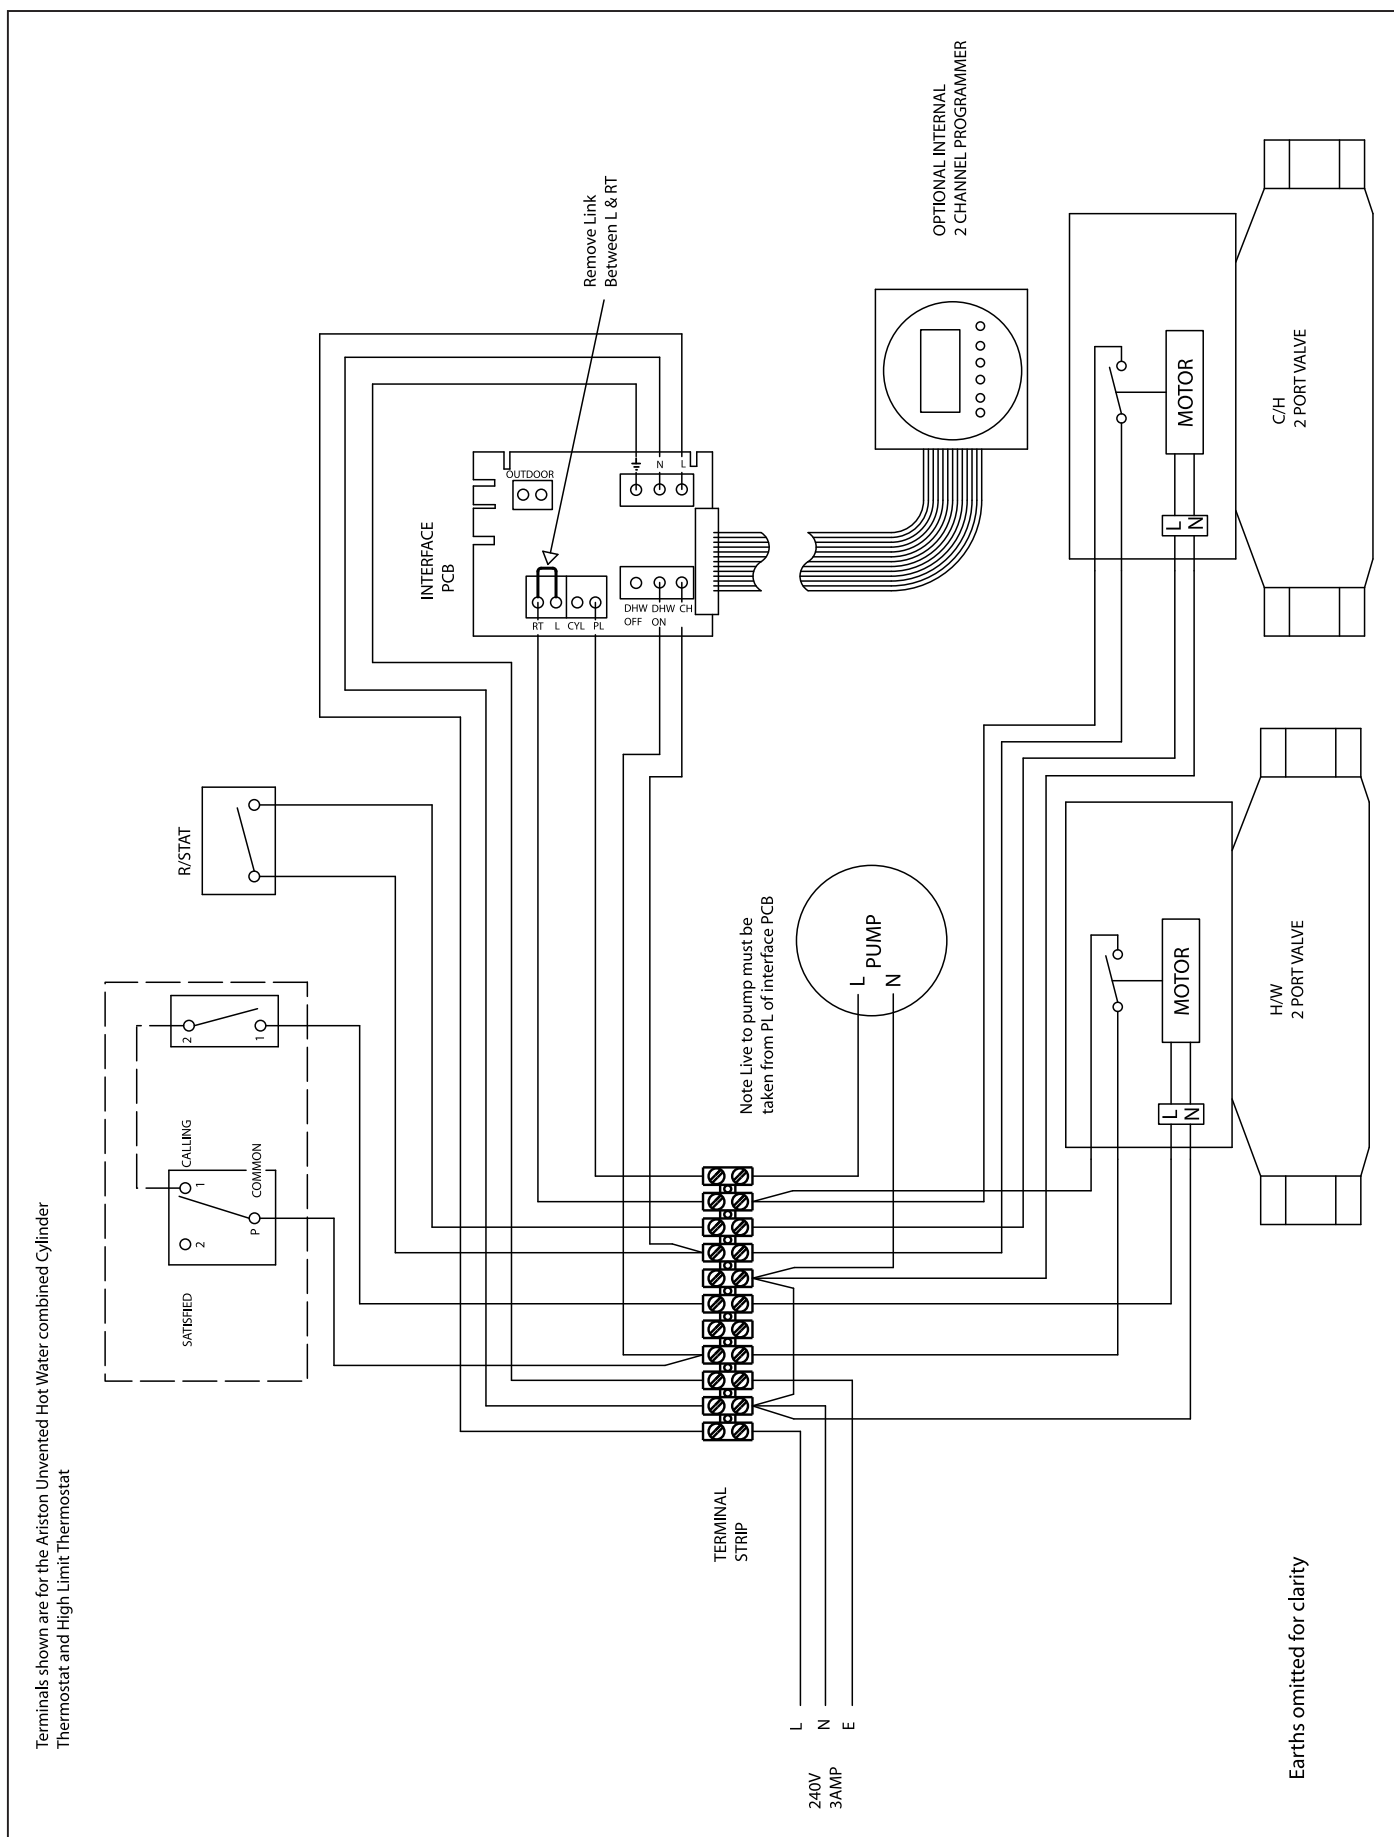 Terminals shown are for the Ariston Unvented Hot Water combined Cylinder
Thermostat and High Limit Thermostat
SATISFIED
2
P
COMMON
1
CALLING
2
1
R/STAT
INTERFACE
PCB
OUTDOOR
N
L
RT
L
CYL
PL
DHW
OFF
DHW
ON
CH
Remove Link
Between L & RT
OPTIONAL INTERNAL
2 CHANNEL PROGRAMMER
Note Live to pump must be
taken from PL of interface PCB
L
N
PUMP
TERMINAL
STRIP
L
N
E
240V
3AMP
L
N
MOTOR
H/W
2 PORT VALVE
L
N
MOTOR
C/H
2 PORT VALVE
Earths omitted for clarity